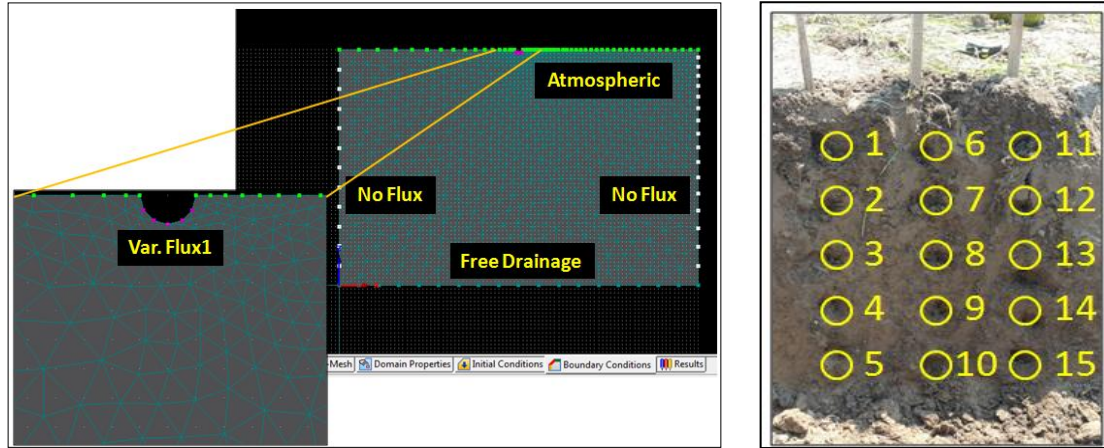 Atmospheric
No Flux
No Flux
Var. Flux1
Free Drainage
-Mesh Domain Properties Initial Conditions Boundary Conditions Results
1 6 11
2 7 12
3 8 13
4 9 14
5 10 15